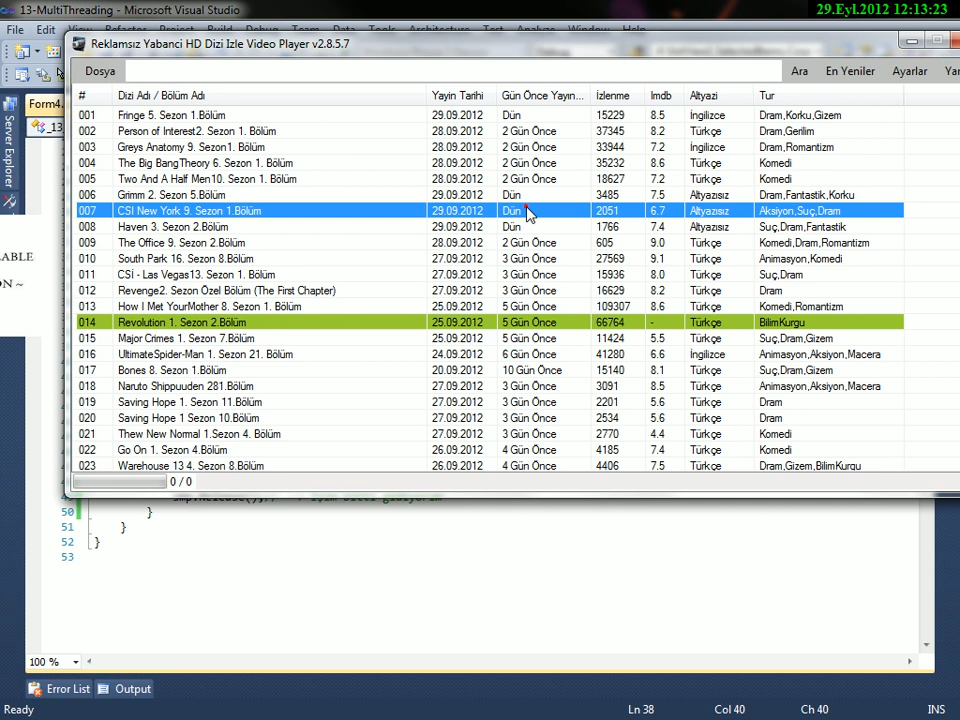 13-MultiThreading - Microsoft Visual Studio
29.Eyl.2012 12:13:23
File Edit View Refactor Project Build Debug Team Data Tools Architecture Test Analyze Window Help
Reklamsız Yabanci HD Dizi Izle Video Player v2.8.5.7
Dosya Ara En Yeniler Ayarlar Yar
# Dizi Adı / Bölüm Adı Yayin Tarihi Gün Önce Yayın... İzlenme Imdb Altyazi Tur
001 Fringe 5. Sezon 1.Bölüm 29.09.2012 Dün 15229 8.5 İngilizce Dram,Korku,Gizem
002 Person of Interest2. Sezon 1.Bölüm 28.09.2012 2 Gün Önce 37345 8.2 Türkçe Dram,Gerilim
003 Greys Anatomy 9. Sezon1. Bölüm 28.09.2012 2 Gün Önce 33944 7.2 İngilizce Dram,Romantizm
004 The Big BangTheory 6. Sezon 1.Bölüm 28.09.2012 2 Gün Önce 35232 8.6 Türkçe Komedi
005 Two And A Half Men10. Sezon 1.Bölüm 28.09.2012 2 Gün Önce 18627 7.2 Türkçe Komedi
006 Grimm 2. Sezon 5.Bölüm 29.09.2012 Dün 3485 7.5 Altyazısız Dram,Fantastik,Korku
007 CSI New York 9. Sezon 1.Bölüm 29.09.2012 Dün 2051 6.7 Altyazısız Aksiyon,Suç,Dram
008 Haven 3. Sezon 2.Bölüm 29.09.2012 Dün 1766 7.4 Altyazısız Suç,Dram,Fantastik
009 The Office 9. Sezon 2.Bölüm 28.09.2012 2 Gün Önce 605 9.0 Türkçe Komedi,Dram,Romantizm
010 South Park 16. Sezon 8.Bölüm 27.09.2012 3 Gün Önce 27569 9.1 Türkçe Animasyon,Komedi
011 CSİ - Las Vegas13. Sezon 1. Bölüm 27.09.2012 3 Gün Önce 15936 8.0 Türkçe Suç,Dram
012 Revenge2. Sezon Özel Bölüm (The First Chapter) 27.09.2012 3 Gün Önce 16629 8.2 Türkçe Dram
013 How I Met YourMother 8. Sezon 1. Bölüm 25.09.2012 5 Gün Önce 109307 8.6 Türkçe Komedi,Romantizm
014 Revolution 1. Sezon 2.Bölüm 25.09.2012 5 Gün Önce 66764 - Türkçe BilimKurgu
015 Major Crimes 1. Sezon 7.Bölüm 25.09.2012 5 Gün Önce 11424 5.5 Türkçe Suç,Dram,Gizem
016 UltimateSpider-Man 1. Sezon 21. Bölüm 24.09.2012 6 Gün Önce 41280 6.6 İngilizce Animasyon,Aksiyon,Macera
017 Bones 8. Sezon 1.Bölüm 20.09.2012 10 Gün Önce 15140 8.1 Türkçe Suç,Dram,Gizem
018 Naruto Shippuuden 281.Bölüm 27.09.2012 3 Gün Önce 3091 8.5 Türkçe Animasyon,Aksiyon,Macera
019 Saving Hope 1. Sezon 11.Bölüm 27.09.2012 3 Gün Önce 2201 5.6 Türkçe Dram
020 Saving Hope 1 Sezon 10.Bölüm 27.09.2012 3 Gün Önce 2534 5.6 Türkçe Dram
021 Thew New Normal 1.Sezon 4. Bölüm 27.09.2012 3 Gün Önce 2770 4.4 Türkçe Komedi
022 Go On 1. Sezon 4.Bölüm 26.09.2012 4 Gün Önce 4185 7.4 Türkçe Komedi
023 Warehouse 13 4. Sezon 8.Bölüm 26.09.2012 4 Gün Önce 4406 7.5 Türkçe Dram,Gizem,BilimKurgu
0 / 0
Form4.
_13
Server Explorer
LABLE
ON ~
50 }
51 }
52 }
53
100 %
Error List Output
Ready Ln 38 Col 40 Ch 40 INS